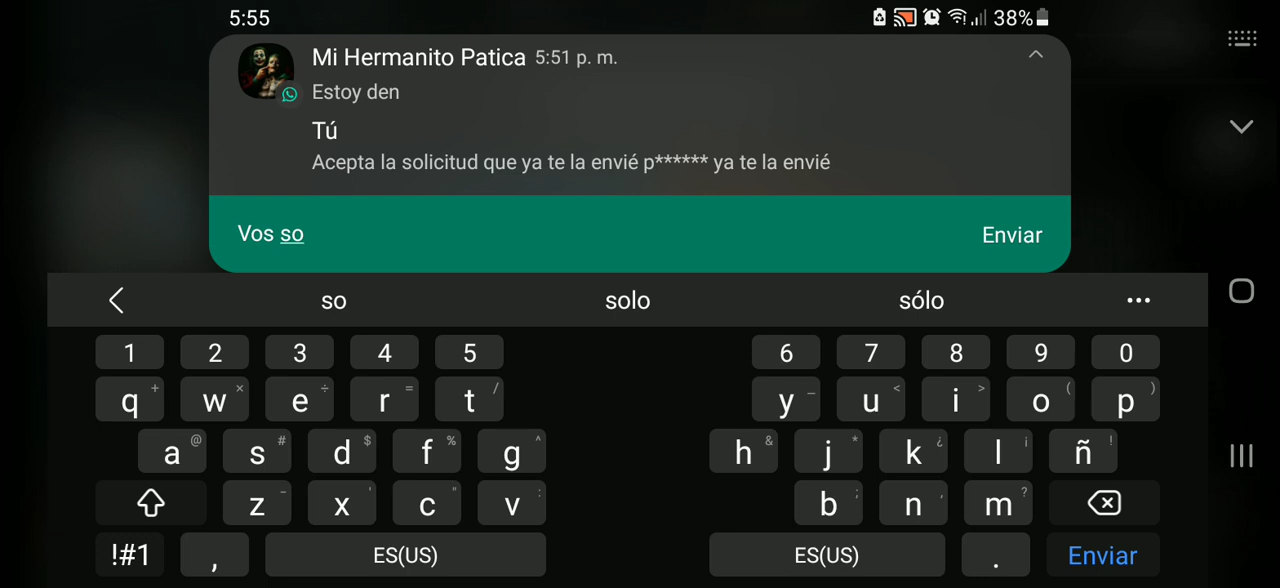 5:55 38%
Mi Hermanito Patica 5:51 p. m.
Estoy den
Tú
Acepta la solicitud que ya te la envié p****** ya te la envié
Vos so Enviar
so solo sólo
1 2 3 4 5 6 7 8 9 0
q + w × e ÷ r = t / y _ u < i > o ( p )
a @ s # d $ f % g ^ h & j * k ¿ l ¡ ñ !
z - x ' c " v : b ; n , m ?
!#1 , ES(US) ES(US) . Enviar